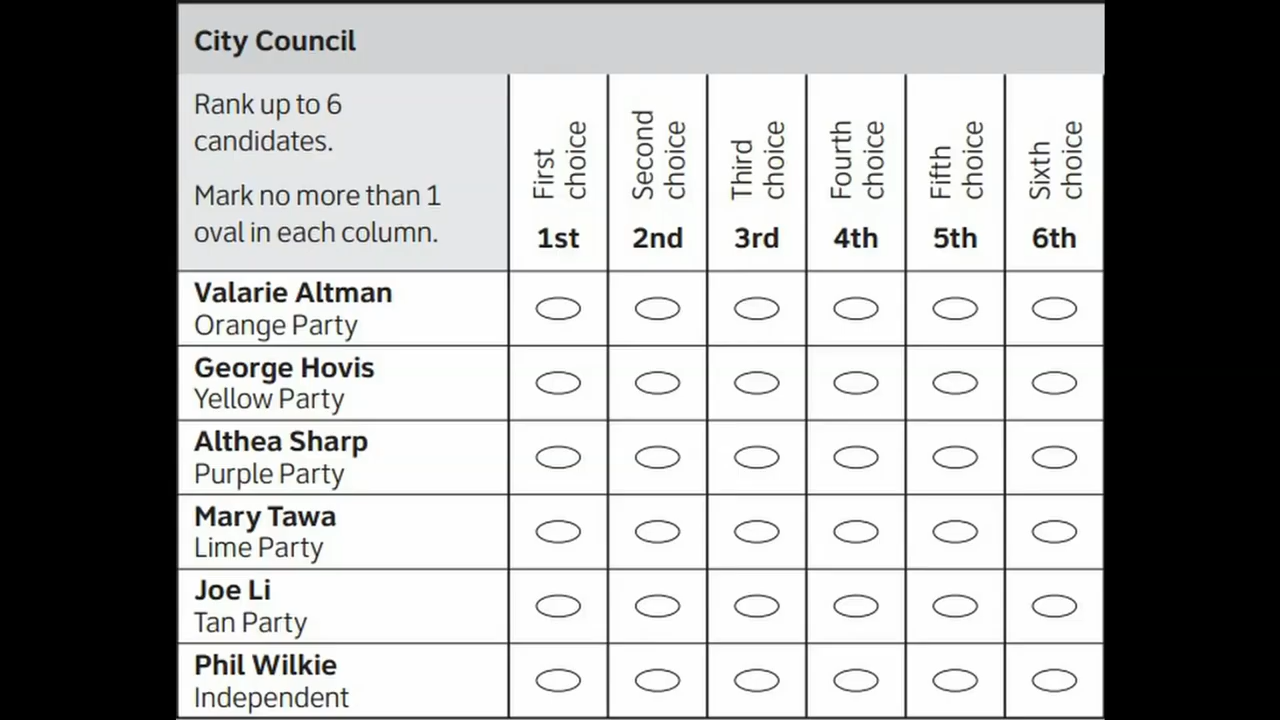 City Council
Rank up to 6
candidates.
Mark no more than 1
oval in each column.
First
choice
1st
Second
choice
2nd
Third
choice
3rd
Fourth
choice
4th
Fifth
choice
5th
Sixth
choice
6th
Valarie Altman
Orange Party
George Hovis
Yellow Party
Althea Sharp
Purple Party
Mary Tawa
Lime Party
Joe Li
Tan Party
Phil Wilkie
Independent